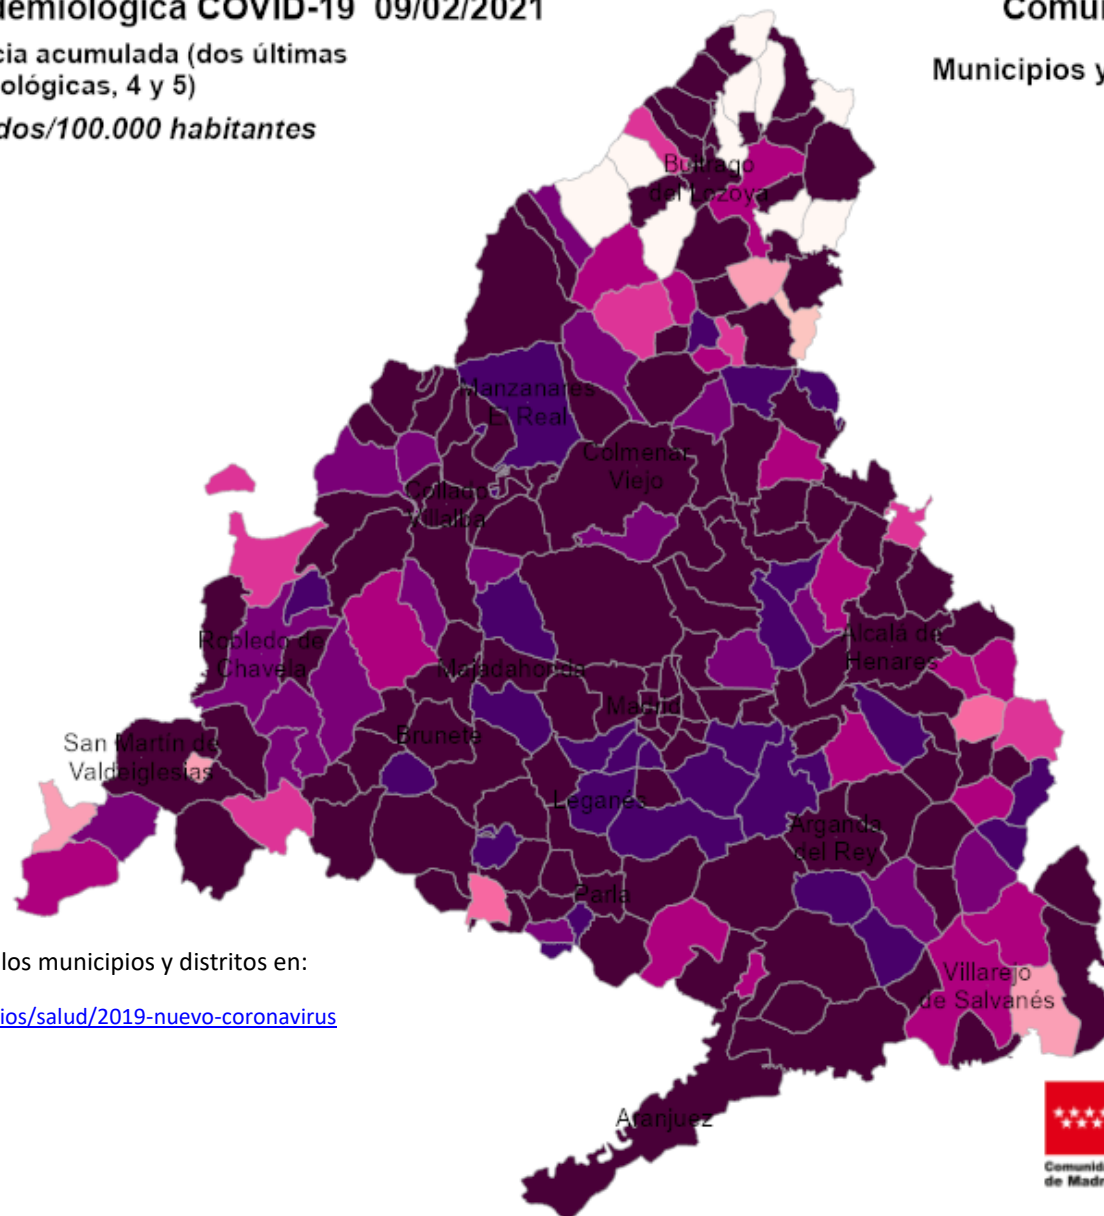 demiológica COVID-19 09/02/2021
Comu
cia acumulada (dos últimas
ológicas, 4 y 5)
Municipios y
dos/100.000 habitantes
Buitrago
del Lozoya
Manzanares
El Real
Colmenar
Viejo
Collado
Villalba
Robledo de
Chavela
Alcalá de
Henares
Majadahonda
Madrid
Brunete
San Martín de
Valdeiglesias
Leganés
Arganda
del Rey
Parla
los municipios y distritos en:
Villarejo
de Salvanés
ios/salud/2019-nuevo-coronavirus
Aranjuez
Comunid
de Madr